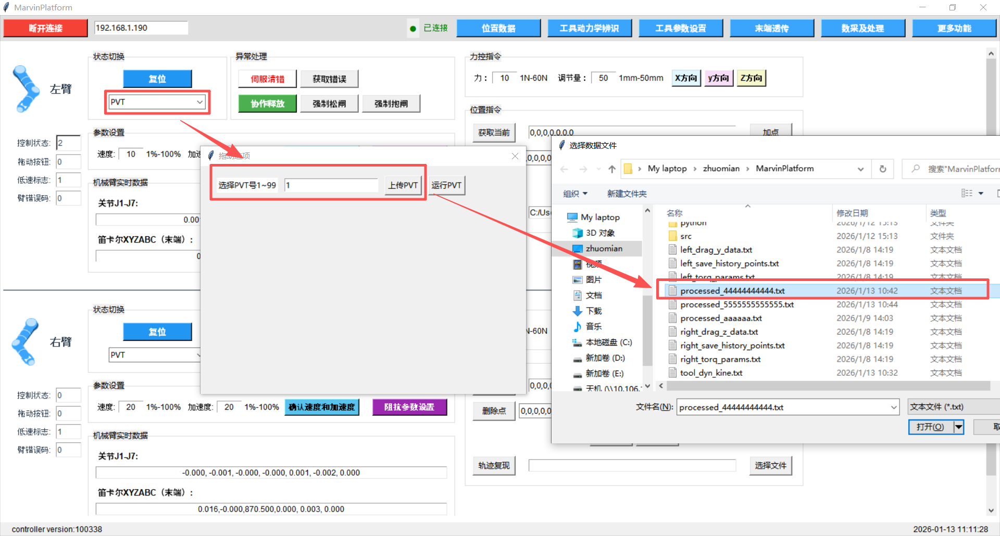 MarvinPlatform
断开连接
192.168.1.190
已连接
位置数据
工具动力学辨识
工具参数设置
末端透传
数采及处理
更多功能
左臂
状态切换
复位
PVT
异常处理
伺服清错
获取错误
协作释放
强制松闸
强制抱闸
力控指令
力：
10
1N-60N
调节量：
50
1mm-50mm
X方向
y方向
Z方向
位置指令
获取当前
0,0,0,0,0,0,0
加点
控制状态:
2
拖动按钮:
0
低速标志:
1
臂错误码:
0
参数设置
速度:
10
1%-100%
机械臂实时数据
关节J1-J7:
0.00
笛卡尔XYZABC（末端）:
0
选择PVT号1~99
1
上传PVT
运行PVT
C:/Use
选择数据文件
My laptop
zhuomian
MarvinPlatform
搜索"MarvinPlatform
组织
新建文件夹
名称
修改日期
类型
My laptop
3D 对象
zhuomian
视频
图片
文档
下载
音乐
本地磁盘 (C:)
新加卷 (D:)
新加卷 (E:)
天机 (\\10.106.
python
2026/1/12 15:13
文件夹
src
2026/1/12 15:13
文件夹
left_drag_y_data.txt
2026/1/8 14:19
文本文档
left_save_history_points.txt
2026/1/8 14:19
文本文档
left_torq_params.txt
2026/1/8 14:19
文本文档
processed_44444444444.txt
2026/1/13 10:42
文本文档
processed_5555555555555.txt
2026/1/13 10:44
文本文档
processed_aaaaaa.txt
2026/1/9 14:03
文本文档
right_drag_z_data.txt
2026/1/8 14:19
文本文档
right_save_history_points.txt
2026/1/8 14:19
文本文档
right_torq_params.txt
2026/1/8 14:19
文本文档
tool_dyn_kine.txt
2026/1/13 10:32
文本文档
文件名(N):
processed_44444444444.txt
文本文件 (*.txt)
打开(O)
右臂
状态切换
复位
PVT
N-60N
控制状态:
0
拖动按钮:
0
低速标志:
1
臂错误码:
0
参数设置
速度:
20
1%-100%
加速度:
20
1%-100%
确认速度和加速度
阻抗参数设置
0,0,0,
删除点
0,0,0,0
机械臂实时数据
关节J1-J7:
-0.000, -0.001, -0.000, -0.000, 0.001, -0.002, 0.000
笛卡尔XYZABC（末端）:
0.016,-0.000,870.500,0.000, 0.003, 0.000
轨迹复现
选择文件
controller version:100338
2026-01-13 11:11:28